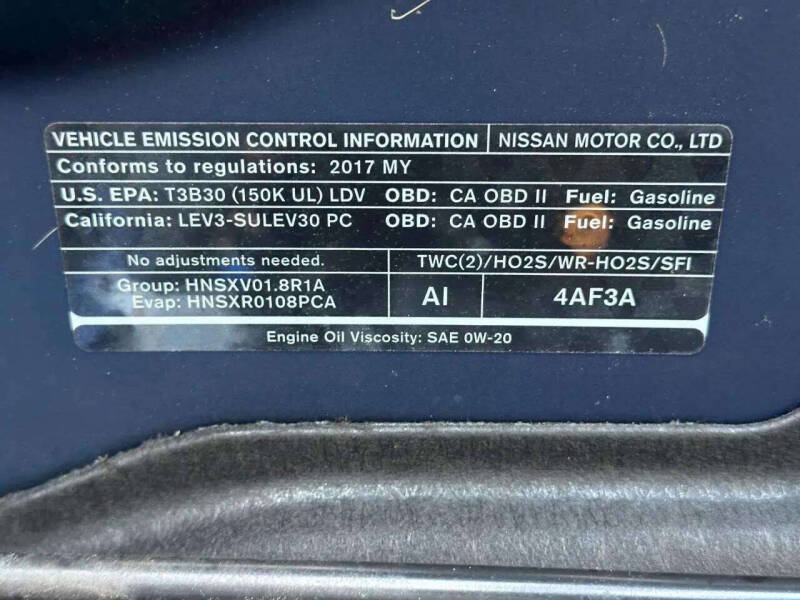 VEHICLE EMISSION CONTROL INFORMATION NISSAN MOTOR CO., LTD
Conforms to regulations: 2017 MY
U.S. EPA: T3B30 (150K UL) LDV OBD: CA OBD II Fuel: Gasoline
California: LEV3-SULEV30 PC OBD: CA OBD II Fuel: Gasoline
No adjustments needed. TWC(2)/HO2S/WR-HO2S/SFI
Group: HNSXV01.8R1A
Evap: HNSXR0108PCA
AI 4AF3A
Engine Oil Viscosity: SAE 0W-20